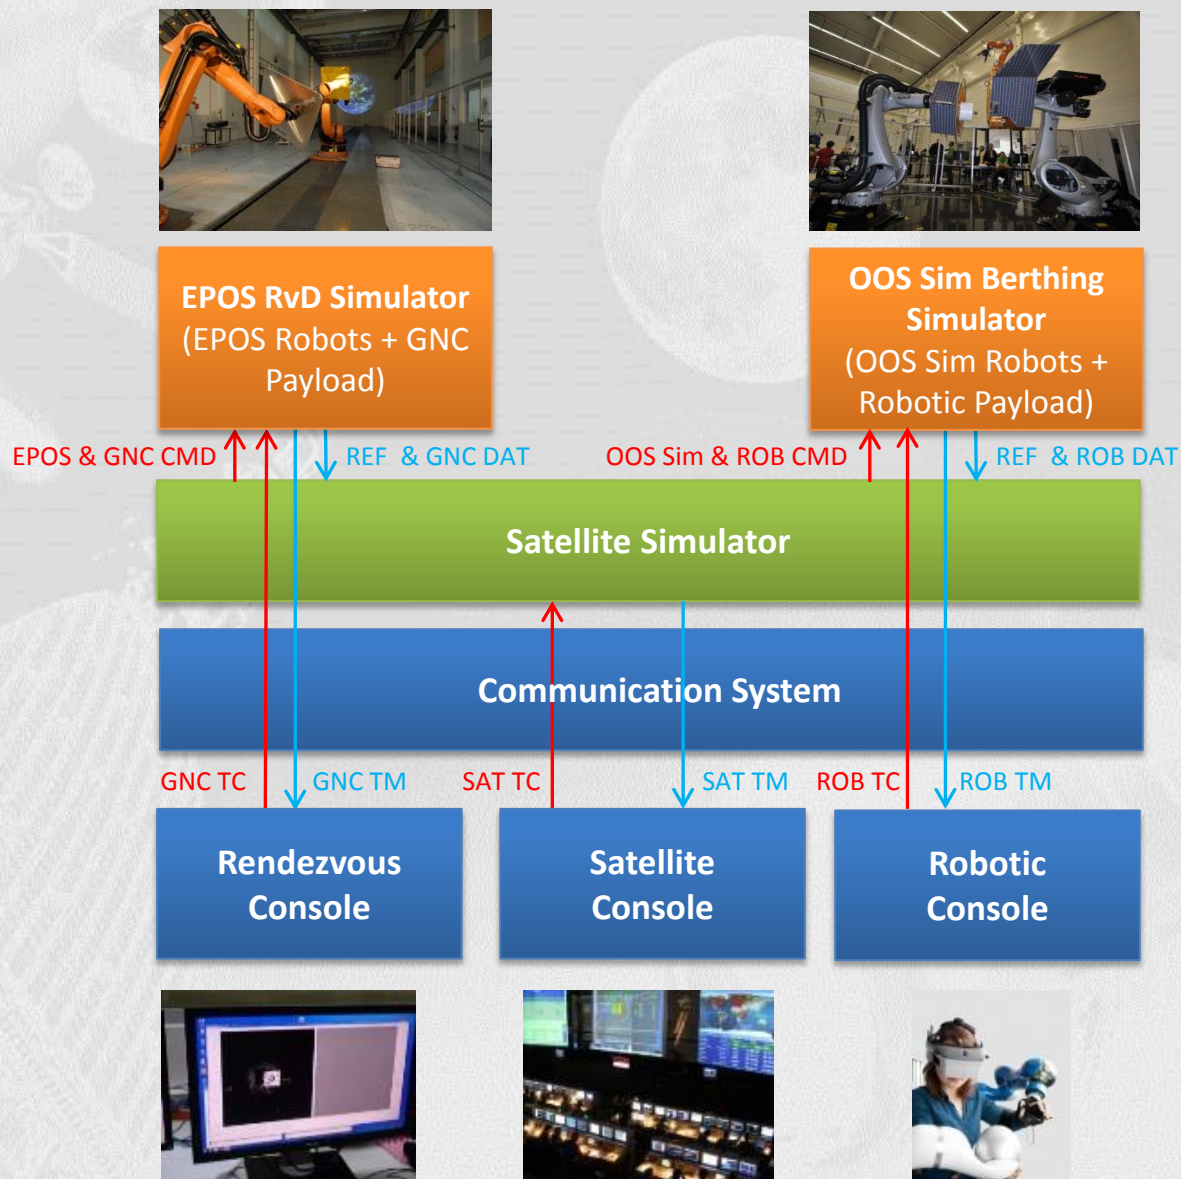 EPOS RvD Simulator
(EPOS Robots + GNC
Payload)
OOS Sim Berthing
Simulator
(OOS Sim Robots +
Robotic Payload)
EPOS & GNC CMD
REF & GNC DAT
OOS Sim & ROB CMD
REF & ROB DAT
Satellite Simulator
Communication System
GNC TC
GNC TM
SAT TC
SAT TM
ROB TC
ROB TM
Rendezvous
Console
Satellite
Console
Robotic
Console